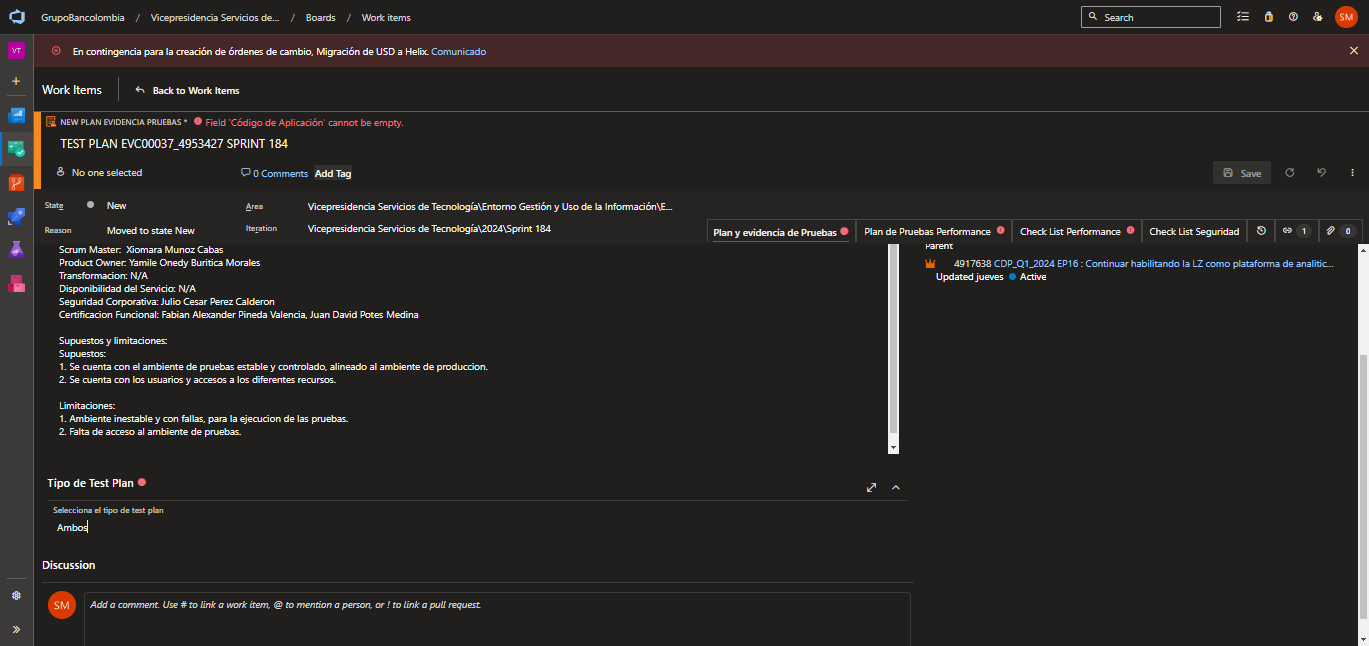 GrupoBancolombia / Vicepresidencia Servicios de... / Boards / Work items
Search
SM
VT
En contingencia para la creación de órdenes de cambio, Migración de USD a Helix. Comunicado
Work Items
Back to Work Items
NEW PLAN EVIDENCIA PRUEBAS * Field 'Código de Aplicación' cannot be empty.
TEST PLAN EVC00037_4953427 SPRINT 184
No one selected
0 Comments
Add Tag
Save
State
New
Area
Vicepresidencia Servicios de Tecnología\Entorno Gestión y Uso de la Información\E...
Reason
Moved to state New
Iteration
Vicepresidencia Servicios de Tecnología\2024\Sprint 184
Plan y evidencia de Pruebas
Plan de Pruebas Performance
Check List Performance
Check List Seguridad
1
0
Scrum Master: Xiomara Munoz Cabas
Product Owner: Yamile Onedy Buritica Morales
Transformacion: N/A
Disponibilidad del Servicio: N/A
Seguridad Corporativa: Julio Cesar Perez Calderon
Certificacion Funcional: Fabian Alexander Pineda Valencia, Juan David Potes Medina
Supuestos y limitaciones:
Supuestos:
1. Se cuenta con el ambiente de pruebas estable y controlado, alineado al ambiente de produccion.
2. Se cuenta con los usuarios y accesos a los diferentes recursos.
Limitaciones:
1. Ambiente inestable y con fallas, para la ejecucion de las pruebas.
2. Falta de acceso al ambiente de pruebas.
Parent
4917638 CDP_Q1_2024 EP16 : Continuar habilitando la LZ como plataforma de analitic...
Updated jueves Active
Tipo de Test Plan
Selecciona el tipo de test plan
Ambos
Discussion
SM
Add a comment. Use # to link a work item, @ to mention a person, or ! to link a pull request.